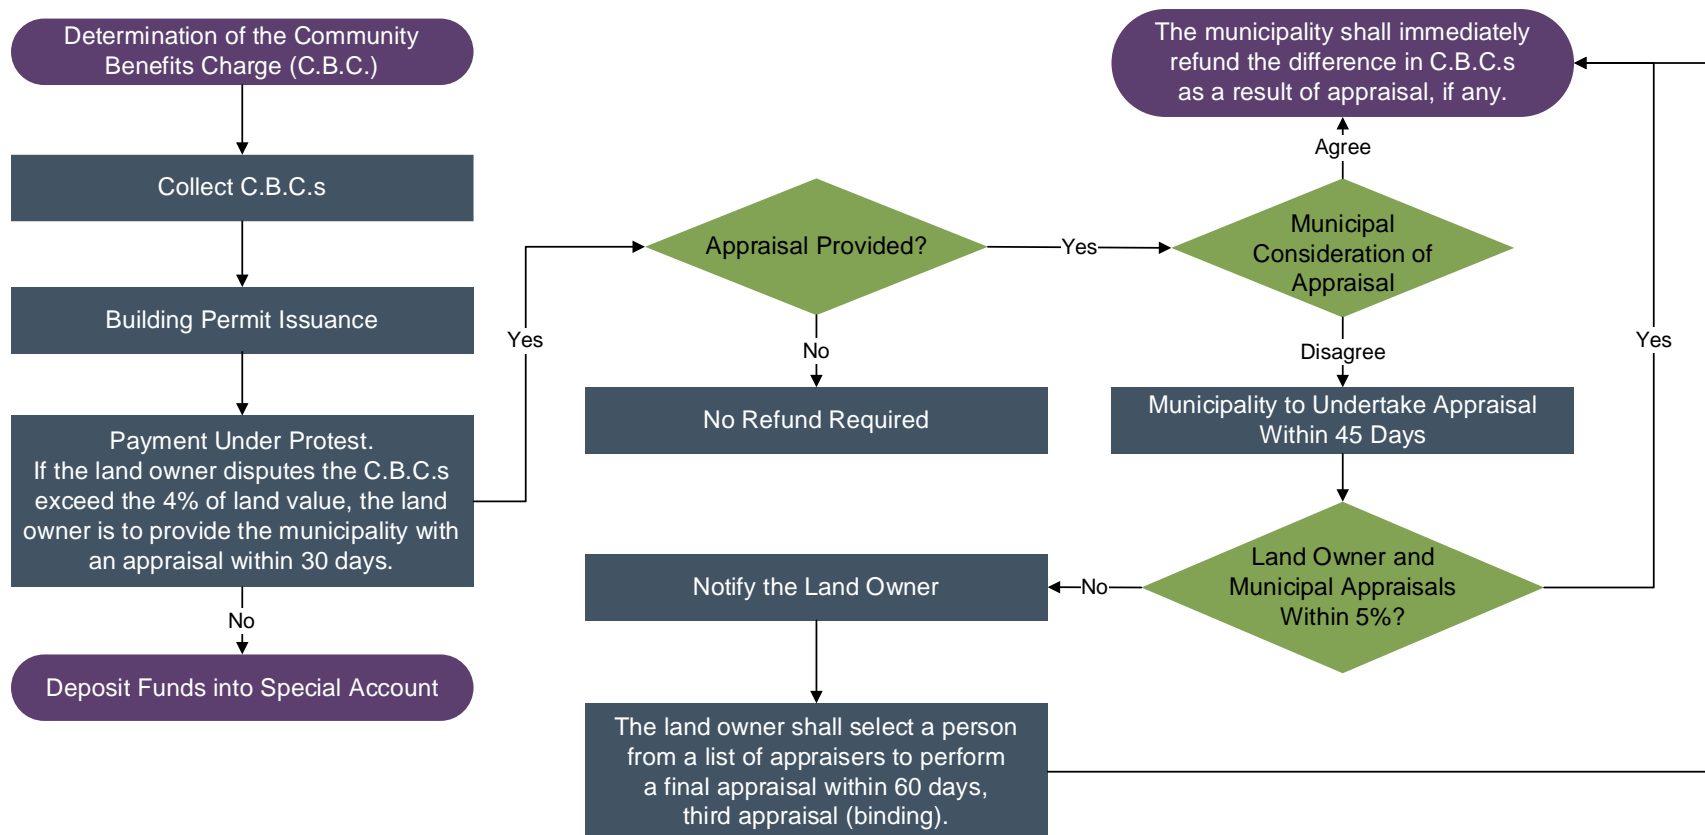 Determination of the Community
Benefits Charge (C.B.C.)
Collect C.B.C.s
Building Permit Issuance
Payment Under Protest.
If the land owner disputes the C.B.C.s
exceed the 4% of land value, the land
owner is to provide the municipality with
an appraisal within 30 days.
No
Deposit Funds into Special Account
Yes
Appraisal Provided?
No
No Refund Required
Yes
Municipal
Consideration of
Appraisal
Agree
The municipality shall immediately
refund the difference in C.B.C.s
as a result of appraisal, if any.
Disagree
Municipality to Undertake Appraisal
Within 45 Days
Land Owner and
Municipal Appraisals
Within 5%?
Yes
No
Notify the Land Owner
The land owner shall select a person
from a list of appraisers to perform
a final appraisal within 60 days,
third appraisal (binding).